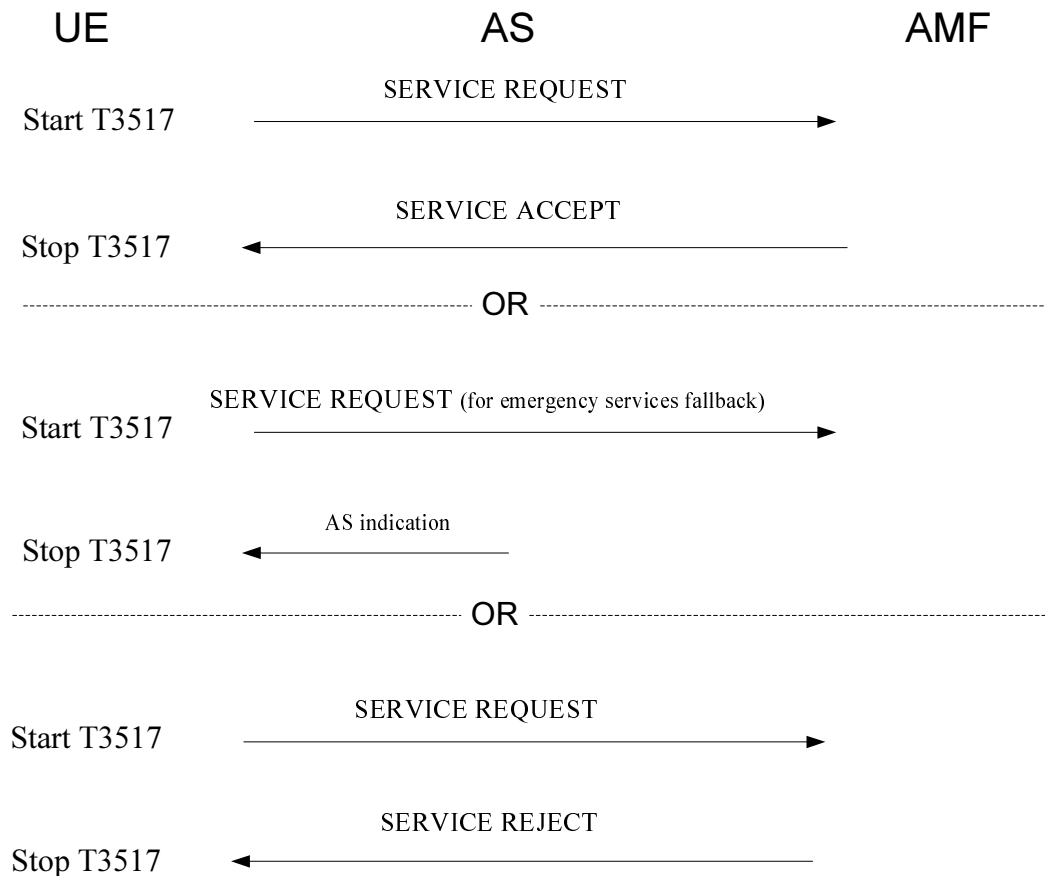 UE AS AMF
SERVICE REQUEST
Start T3517
SERVICE ACCEPT
Stop T3517
OR
SERVICE REQUEST (for emergency services fallback)
Start T3517
AS indication
Stop T3517
OR
SERVICE REQUEST
Start T3517
SERVICE REJECT
Stop T3517